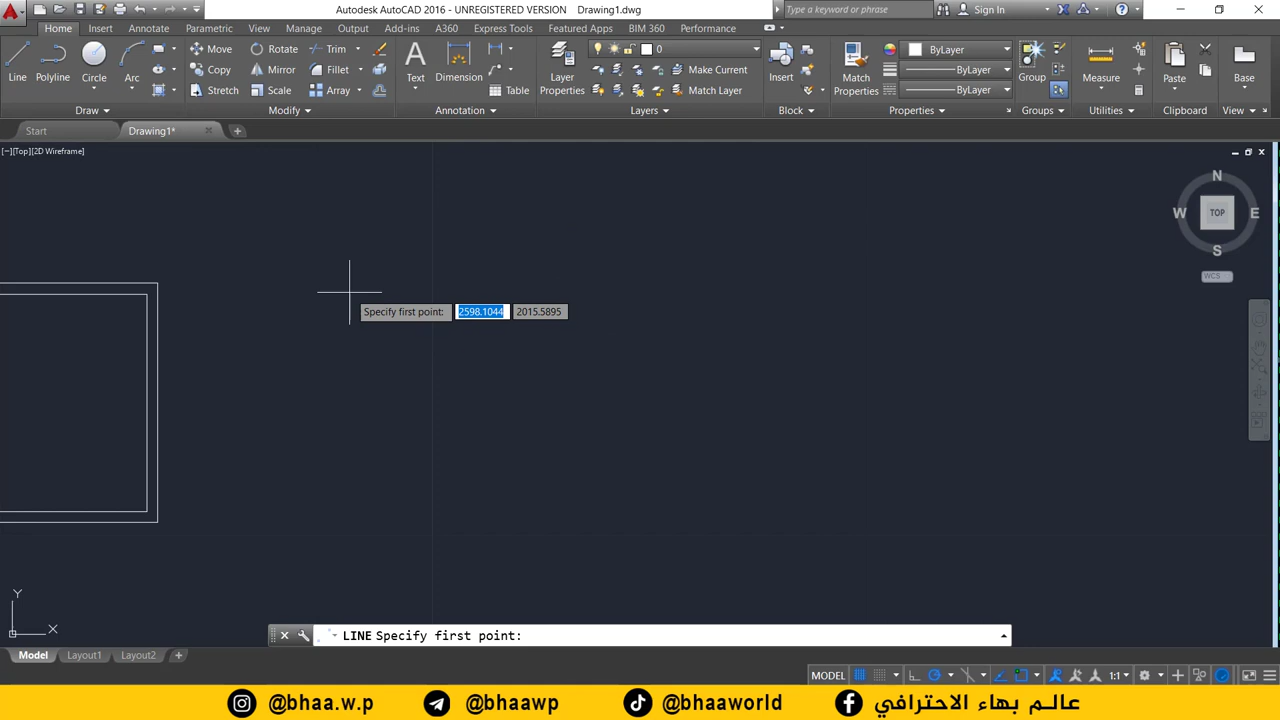 Autodesk AutoCAD 2016 - UNREGISTERED VERSION Drawing1.dwg
Type a keyword or phrase
Sign In
Home Insert Annotate Parametric View Manage Output Add-ins A360 Express Tools Featured Apps BIM 360 Performance
Line Polyline Circle Arc
Move Rotate Trim
Copy Mirror Fillet
Stretch Scale Array
Text Dimension Table
Layer Properties
0
Make Current
Match Layer
Insert
Match Properties
ByLayer
ByLayer
ByLayer
Group
Measure
Paste
Base
Draw Modify Annotation Layers Block Properties Groups Utilities Clipboard View
Start Drawing1*
[−][Top][2D Wireframe]
N
W TOP E
S
WCS
Specify first point: 2598.1044 2015.5895
Y
X
LINE Specify first point:
Model Layout1 Layout2
MODEL 1:1
@bhaa.w.p @bhaawp @bhaaworld عالم بهاء الاحترافي